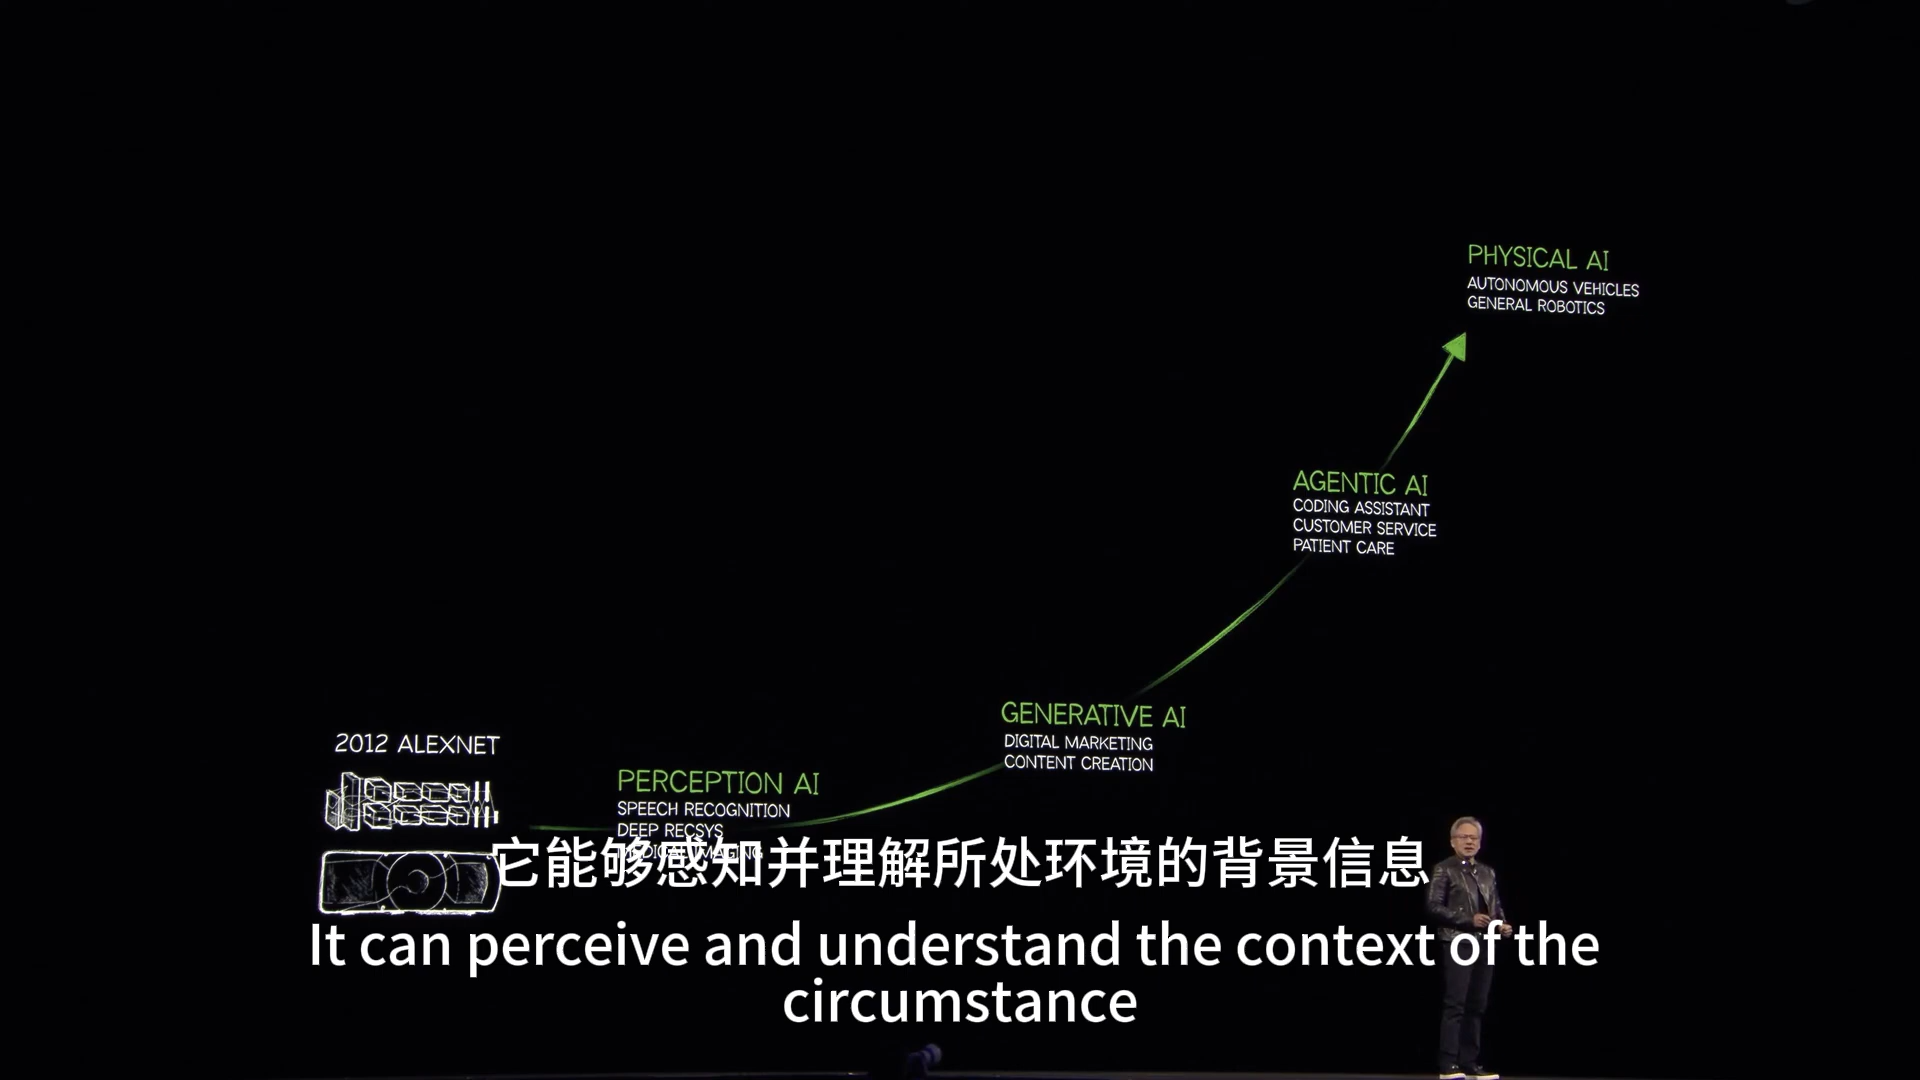 PHYSICAL AI
AUTONOMOUS VEHICLES
GENERAL ROBOTICS
AGENTIC AI
CODING ASSISTANT
CUSTOMER SERVICE
PATIENT CARE
GENERATIVE AI
DIGITAL MARKETING
CONTENT CREATION
2012 ALEXNET
PERCEPTION AI
SPEECH RECOGNITION
DEEP RECSYS
MEDICAL IMAGING
它能够感知并理解所处环境的背景信息
It can perceive and understand the context of the
circumstance